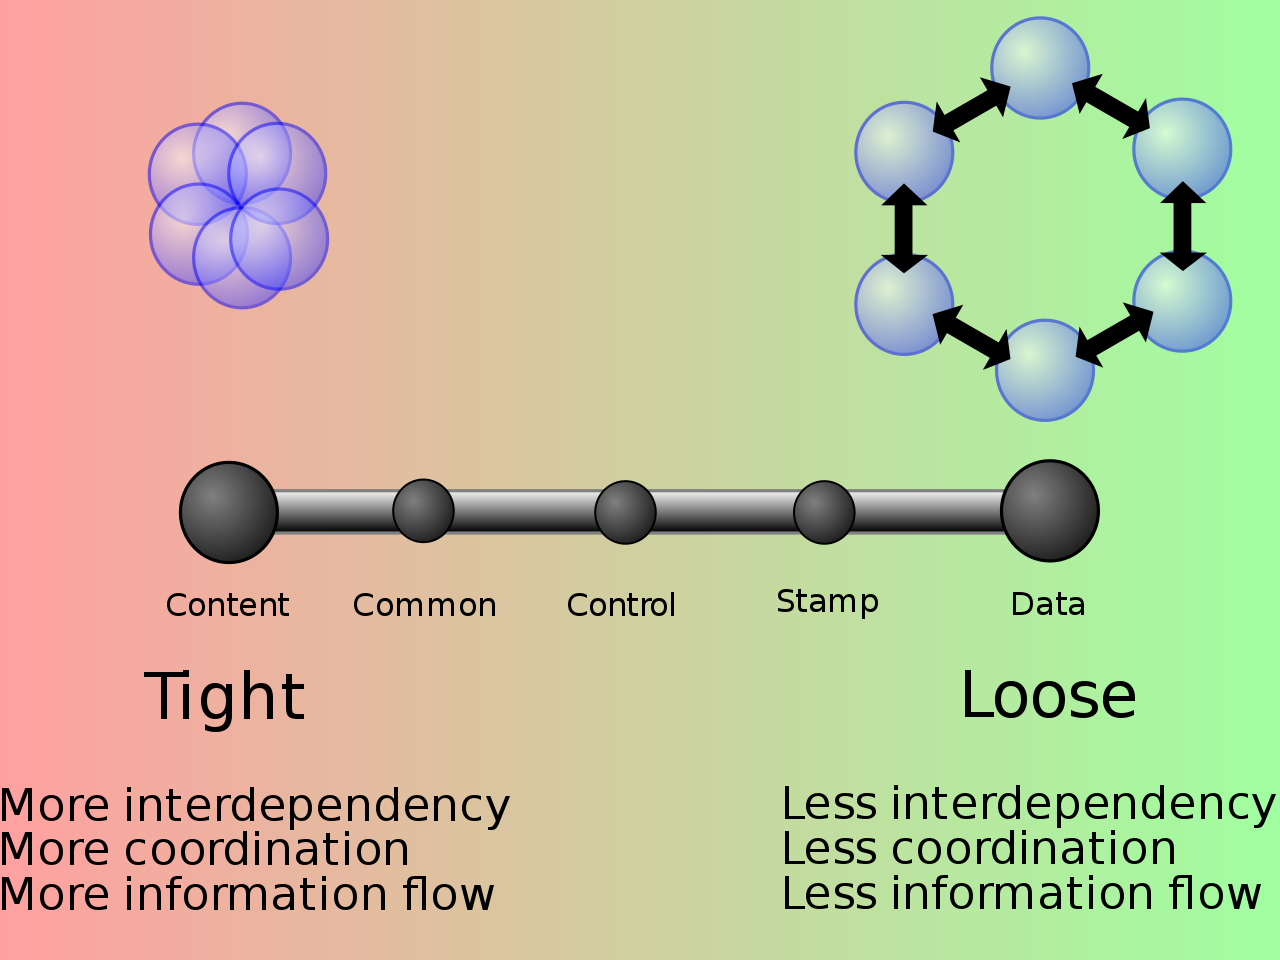 Content
Common
Control
Stamp
Data
Tight
Loose
More interdependency
More coordination
More information flow
Less interdependency
Less coordination
Less information flow